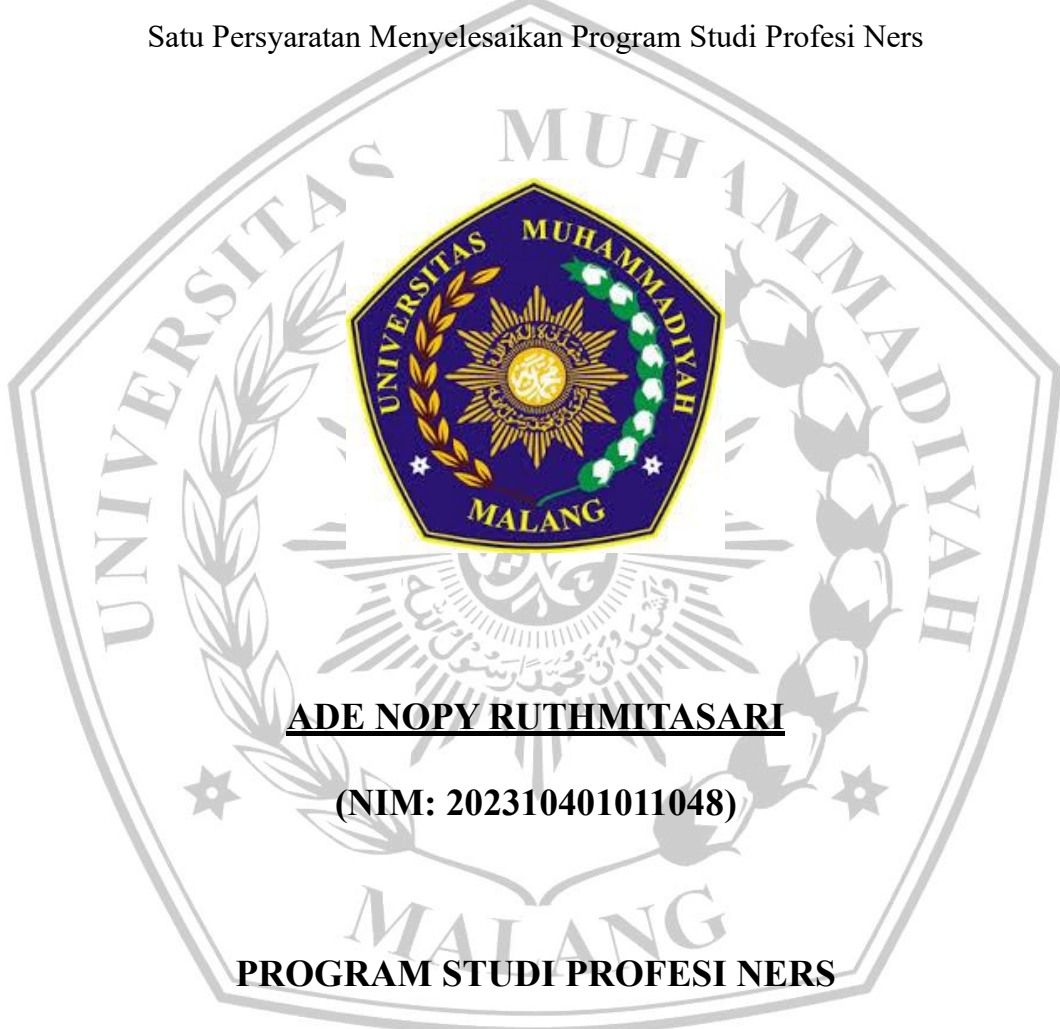 Satu Persyaratan Menyelesaikan Program Studi Profesi Ners
UNIVERSITAS MUHAMMADIYAH
MALANG
UNIVERSITAS MUHAMMADIYAH
MALANG
ADE NOPY RUTHMITASARI
(NIM: 202310401011048)
PROGRAM STUDI PROFESI NERS